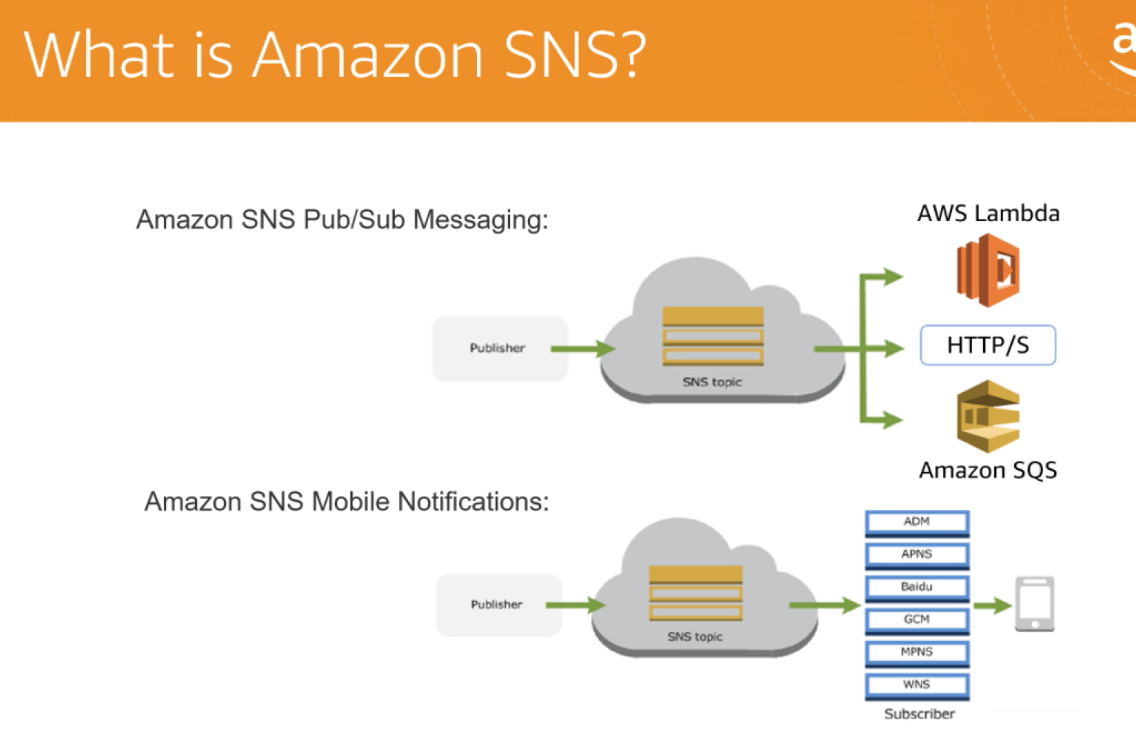 What is Amazon SNS?
a
Amazon SNS Pub/Sub Messaging:
AWS Lambda
Publisher
SNS topic
HTTP/S
Amazon SQS
Amazon SNS Mobile Notifications:
Publisher
SNS topic
ADM
APNS
Baidu
GCM
MPNS
WNS
Subscriber